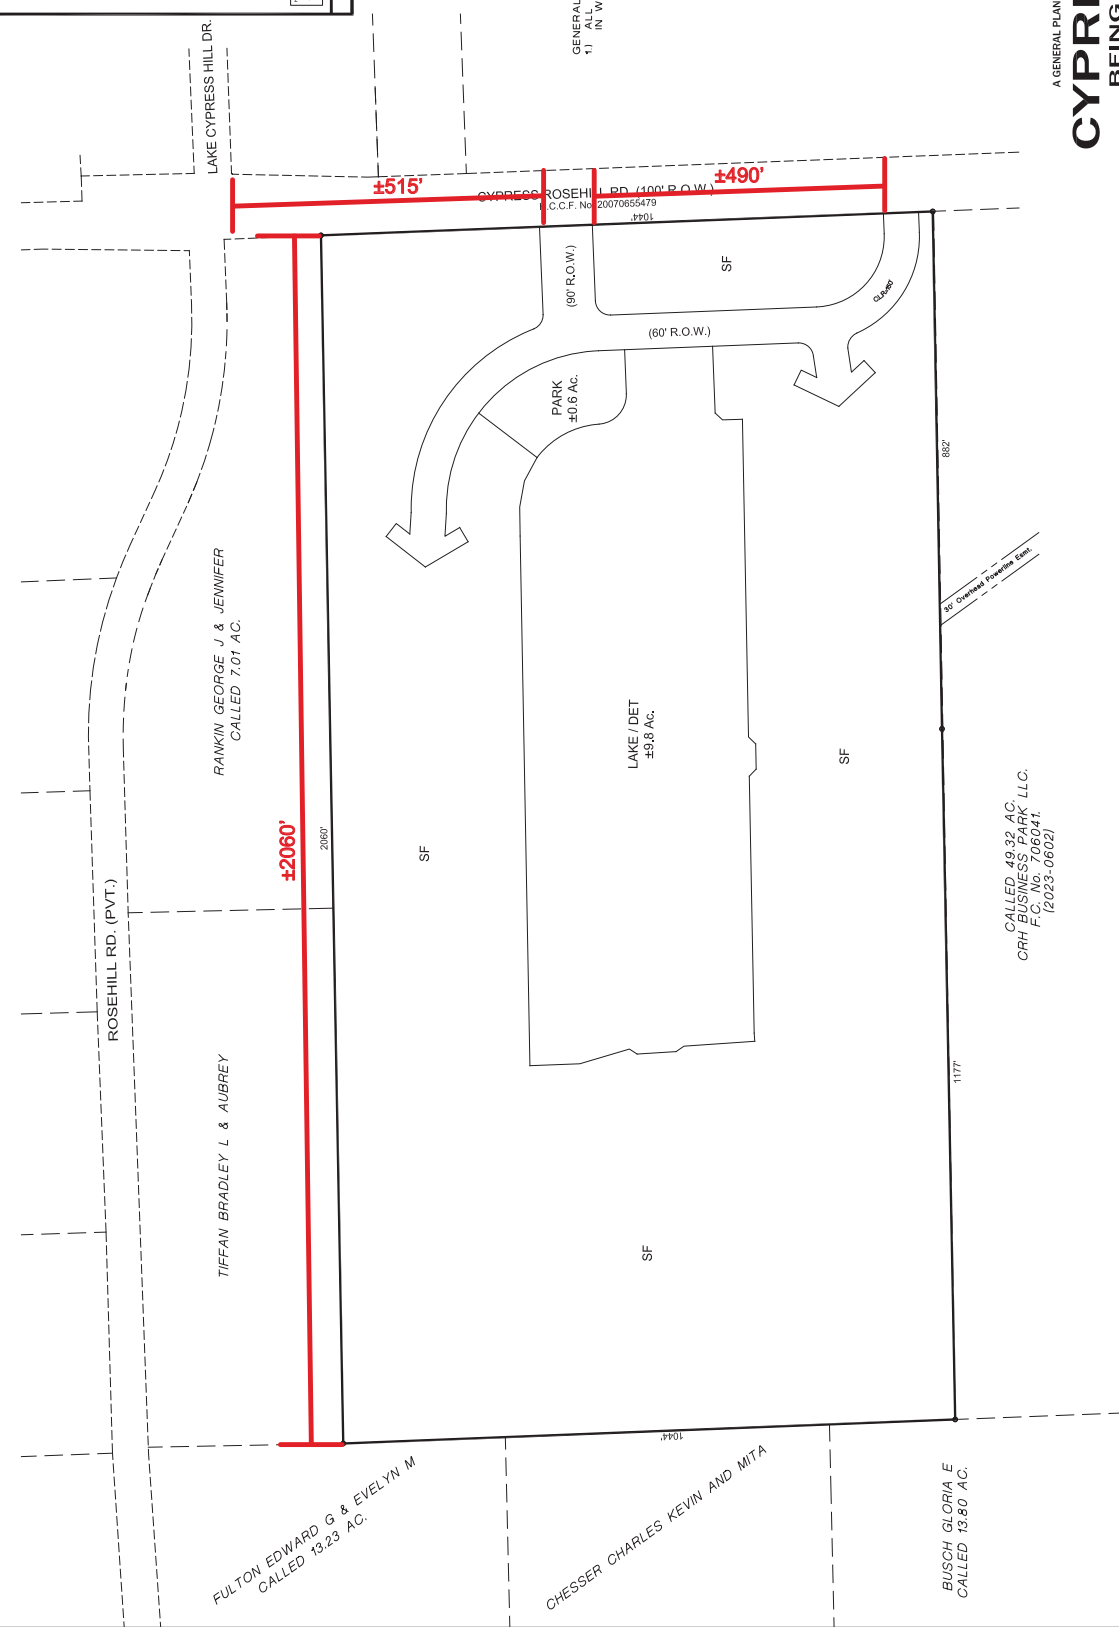 LAKE CYPRESS HILL DR.
GENERAL
1.) ALL
IN W
A GENERAL PLAN
CYPRE
BEING
±515'
±490'
CYPRESS ROSEHILL RD. (100' R.O.W.)
H.C.C.F. No. 20070655479
1044'
SF
(90' R.O.W.)
(60' R.O.W.)
PARK
±0.6 Ac.
882'
30' Overhead Powerline Esmt.
RANKIN GEORGE J & JENNIFER
CALLED 7.01 AC.
±2060'
2060'
SF
LAKE / DET
±9.8 Ac.
SF
CALLED 49.32 AC.
CRH BUSINESS PARK LLC.
F.C. No. 706041.
(2023-0602)
ROSEHILL RD. (PVT.)
TIFFAN BRADLEY L & AUBREY
SF
1177'
1044'
FULTON EDWARD G & EVELYN M
CALLED 13.23 AC.
CHESSER CHARLES KEVIN AND MITA
BUSCH GLORIA E
CALLED 13.80 AC.